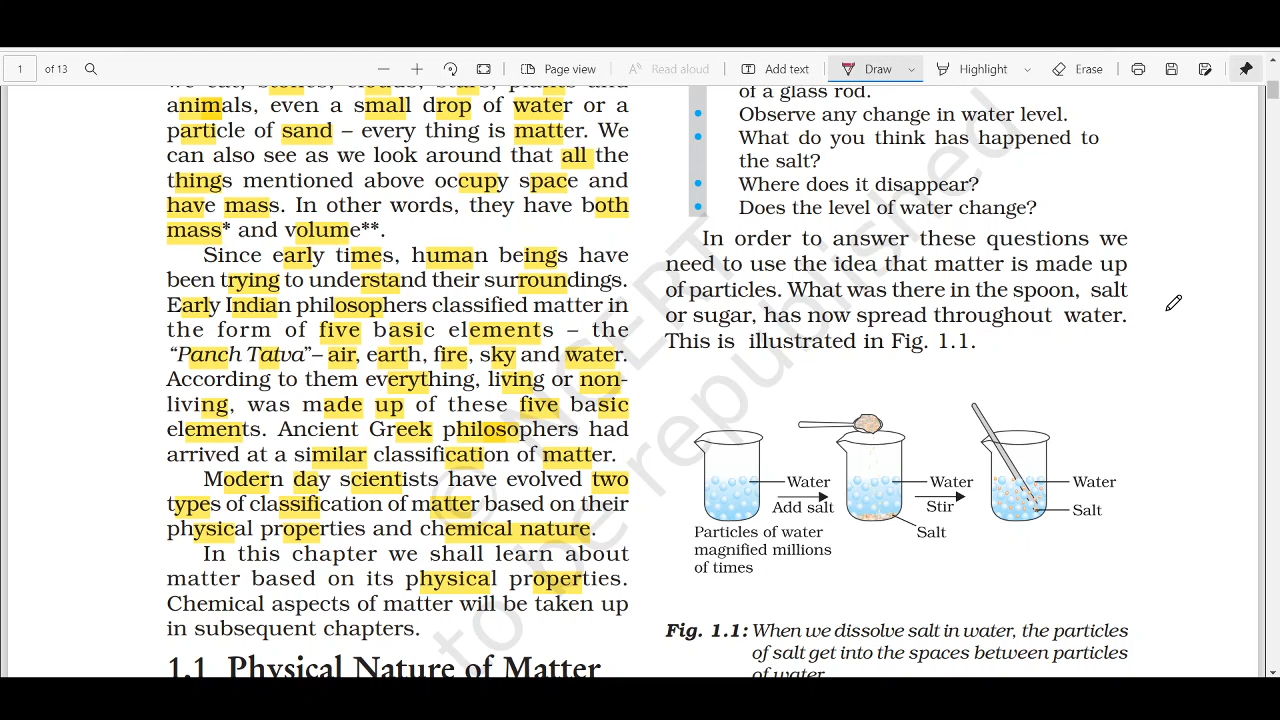 1 of 13 Page view Read aloud Add text Draw Highlight Erase
we eat, stones, clouds, stars, plants and
animals, even a small drop of water or a
particle of sand – every thing is matter. We
can also see as we look around that all the
things mentioned above occupy space and
have mass. In other words, they have both
mass* and volume**.
Since early times, human beings have
been trying to understand their surroundings.
Early Indian philosophers classified matter in
the form of five basic elements – the
“Panch Tatva”– air, earth, fire, sky and water.
According to them everything, living or non-
living, was made up of these five basic
elements. Ancient Greek philosophers had
arrived at a similar classification of matter.
Modern day scientists have evolved two
types of classification of matter based on their
physical properties and chemical nature.
In this chapter we shall learn about
matter based on its physical properties.
Chemical aspects of matter will be taken up
in subsequent chapters.
1.1 Physical Nature of Matter
of a glass rod.
• Observe any change in water level.
• What do you think has happened to
the salt?
• Where does it disappear?
• Does the level of water change?
In order to answer these questions we
need to use the idea that matter is made up
of particles. What was there in the spoon, salt
or sugar, has now spread throughout water.
This is illustrated in Fig. 1.1.
Water
Add salt
Particles of water
magnified millions
of times
Water
Stir
Salt
Water
Salt
Fig. 1.1: When we dissolve salt in water, the particles
of salt get into the spaces between particles
of water.
© NCERT
to be republished